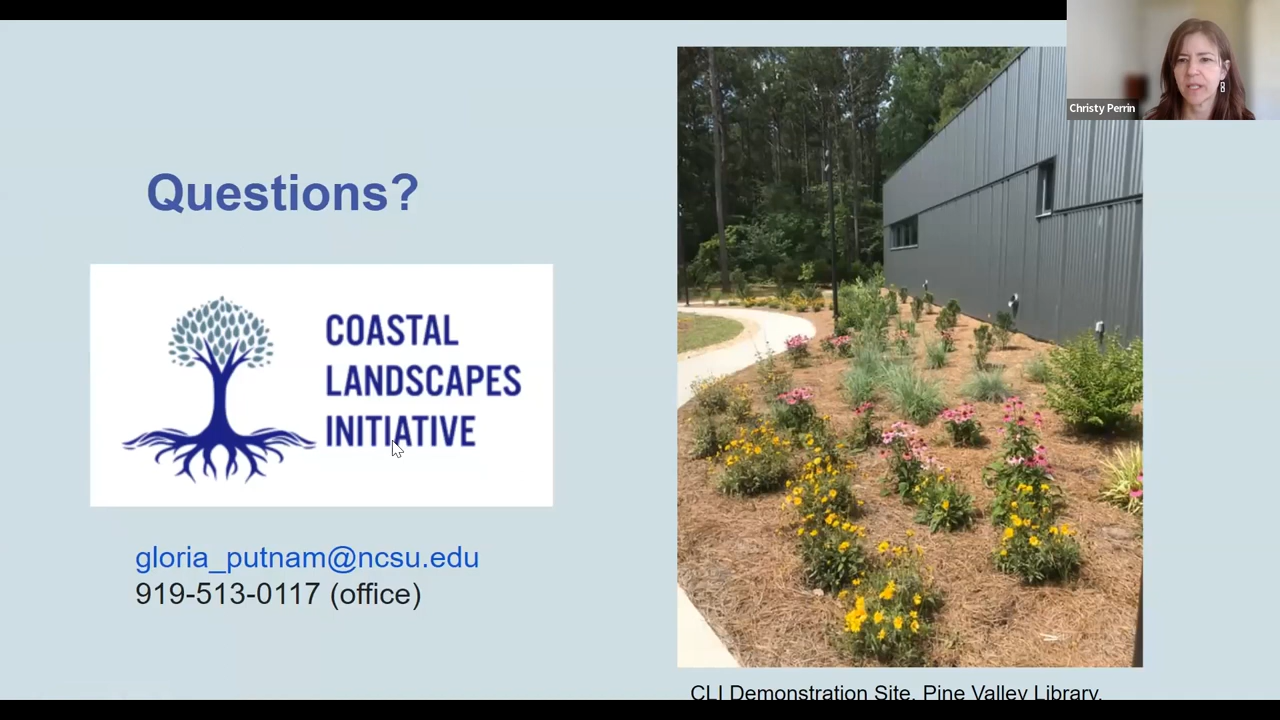 Christy Perrin
Questions?
COASTAL
LANDSCAPES
INITIATIVE
gloria_putnam@ncsu.edu
919-513-0117 (office)
CLI Demonstration Site, Pine Valley Library,